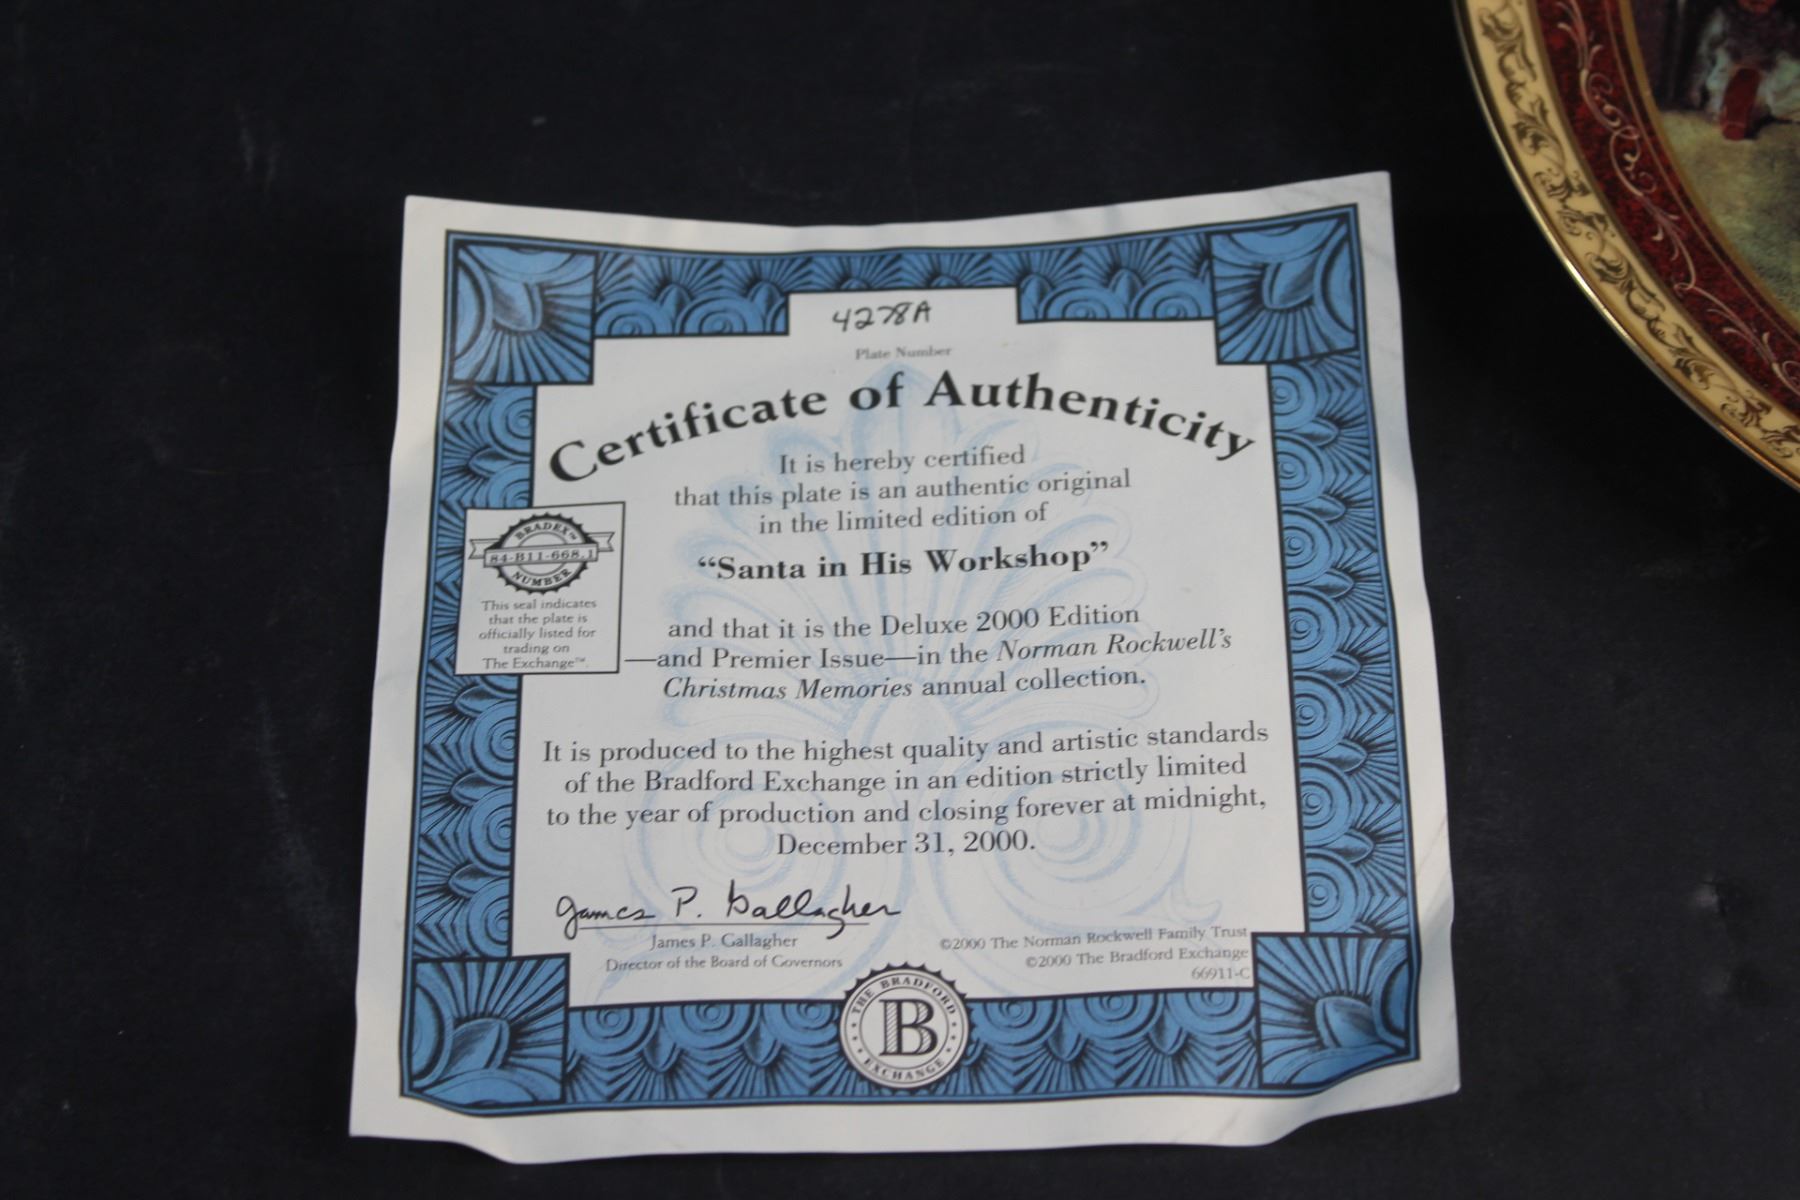 4278A
Plate Number
Certificate of Authenticity
It is hereby certified
that this plate is an authentic original
in the limited edition of
“Santa in His Workshop”
BRADEX™
84-B11-668.1
NUMBER
This seal indicates
that the plate is
officially listed for
trading on
The Exchange℠.
and that it is the Deluxe 2000 Edition
—and Premier Issue—in the Norman Rockwell’s
Christmas Memories annual collection.
It is produced to the highest quality and artistic standards
of the Bradford Exchange in an edition strictly limited
to the year of production and closing forever at midnight,
December 31, 2000.
James P. Gallagher
James P. Gallagher
Director of the Board of Governors
©2000 The Norman Rockwell Family Trust
©2000 The Bradford Exchange
66911-C
THE BRADFORD
B
EXCHANGE